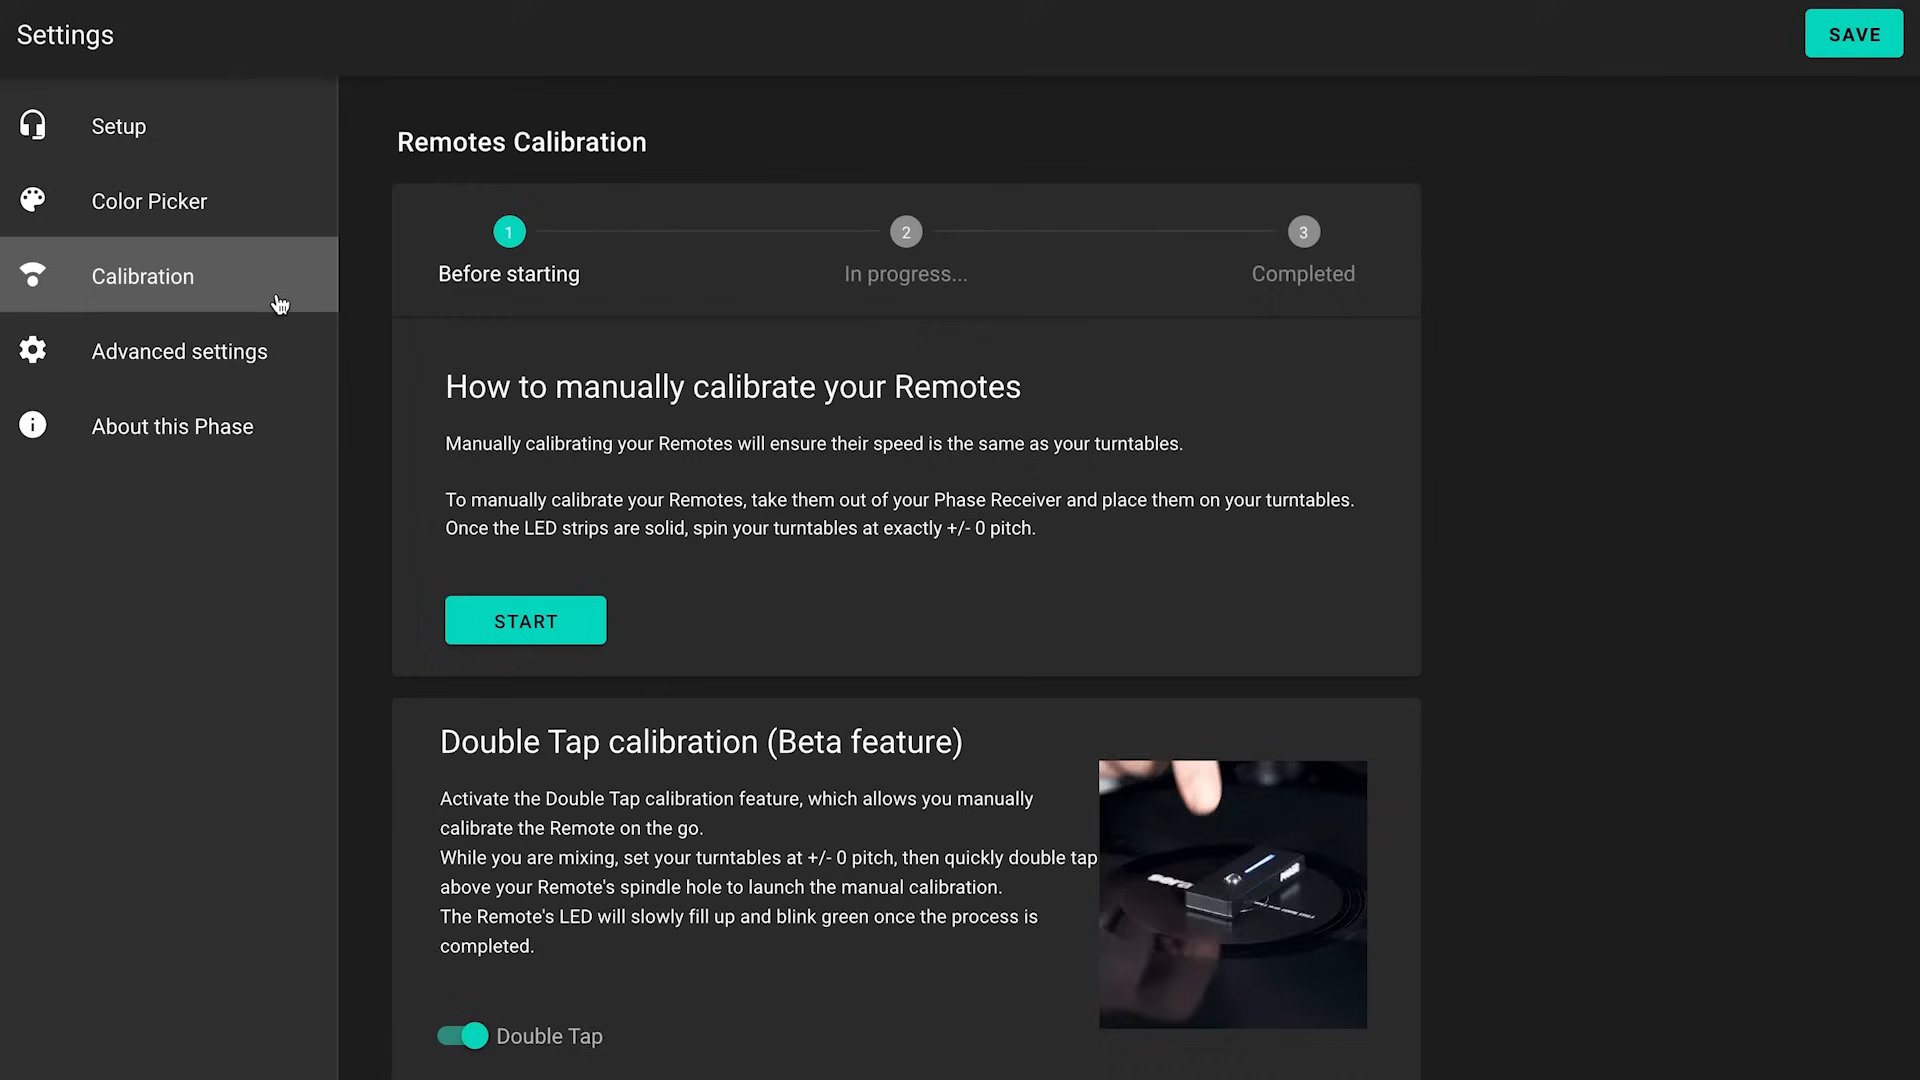 Settings
SAVE
Setup
Color Picker
Calibration
Advanced settings
About this Phase
Remotes Calibration
1
2
3
Before starting
In progress...
Completed
How to manually calibrate your Remotes
Manually calibrating your Remotes will ensure their speed is the same as your turntables.
To manually calibrate your Remotes, take them out of your Phase Receiver and place them on your turntables.
Once the LED strips are solid, spin your turntables at exactly +/- 0 pitch.
START
Double Tap calibration (Beta feature)
Activate the Double Tap calibration feature, which allows you manually
calibrate the Remote on the go.
While you are mixing, set your turntables at +/- 0 pitch, then quickly double tap
above your Remote's spindle hole to launch the manual calibration.
The Remote's LED will slowly fill up and blink green once the process is
completed.
Double Tap